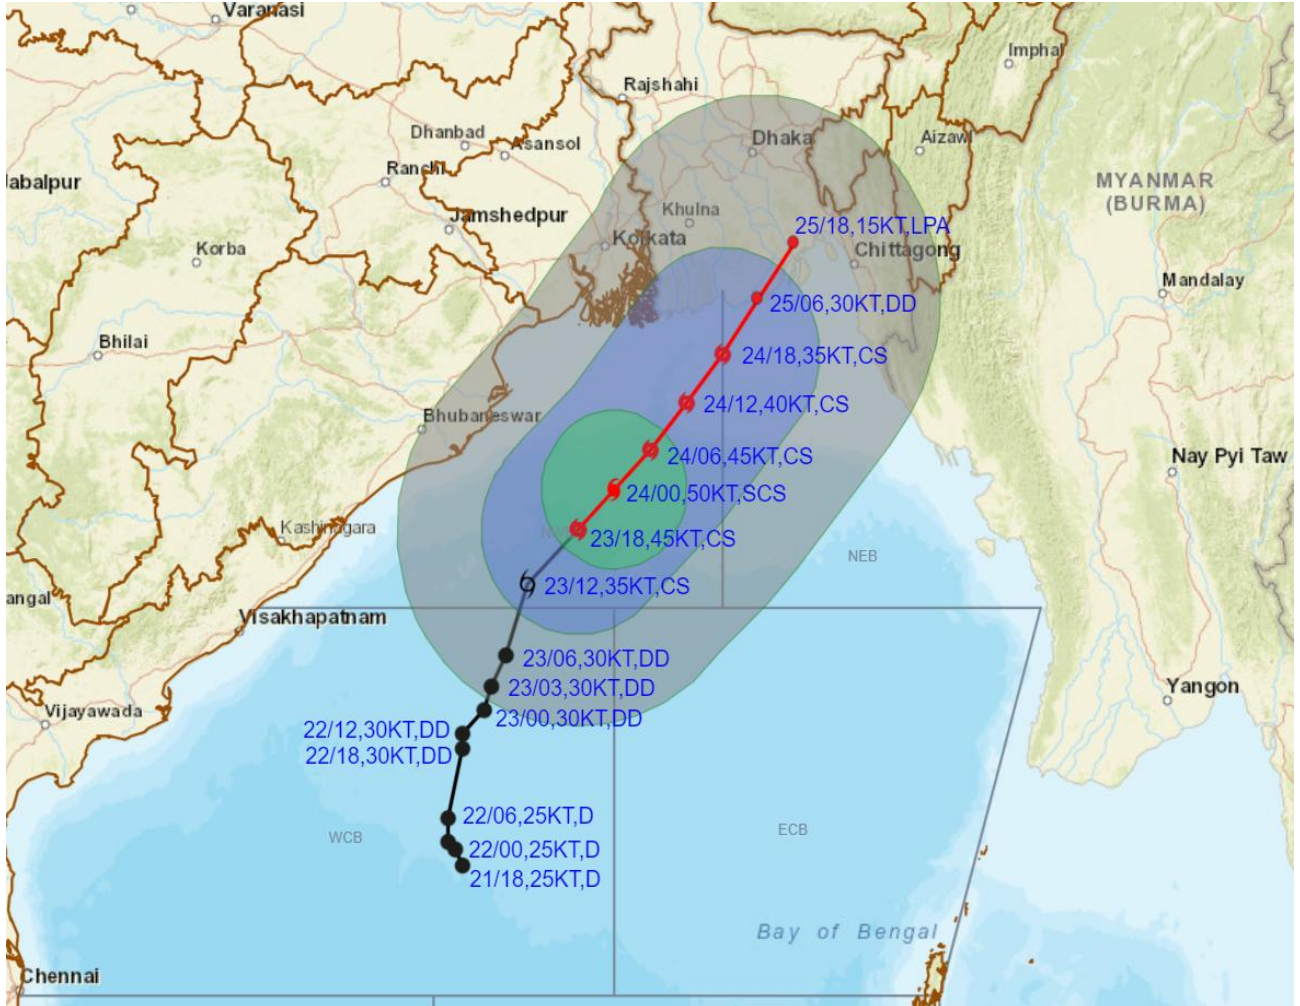 Varanasi
Imphal
Rajshahi
Dhanbad
Asansol
Dhaka
Aizawl
Jabalpur
Ranchi
MYANMAR
(BURMA)
Jamshedpur
Khulna
25/18,15KT,LPA
Kolkata
Korba
Chittagong
Mandalay
25/06,30KT,DD
Bhilai
24/18,35KT,CS
24/12,40KT,CS
Bhubaneswar
24/06,45KT,CS
Nay Pyi Taw
24/00,50KT,SCS
Kashinagara
23/18,45KT,CS
NEB
23/12,35KT,CS
angal
Visakhapatnam
23/06,30KT,DD
23/03,30KT,DD
Yangon
Vijayawada
23/00,30KT,DD
22/12,30KT,DD
22/18,30KT,DD
22/06,25KT,D
WCB
ECB
22/00,25KT,D
21/18,25KT,D
Bay of Bengal
Chennai